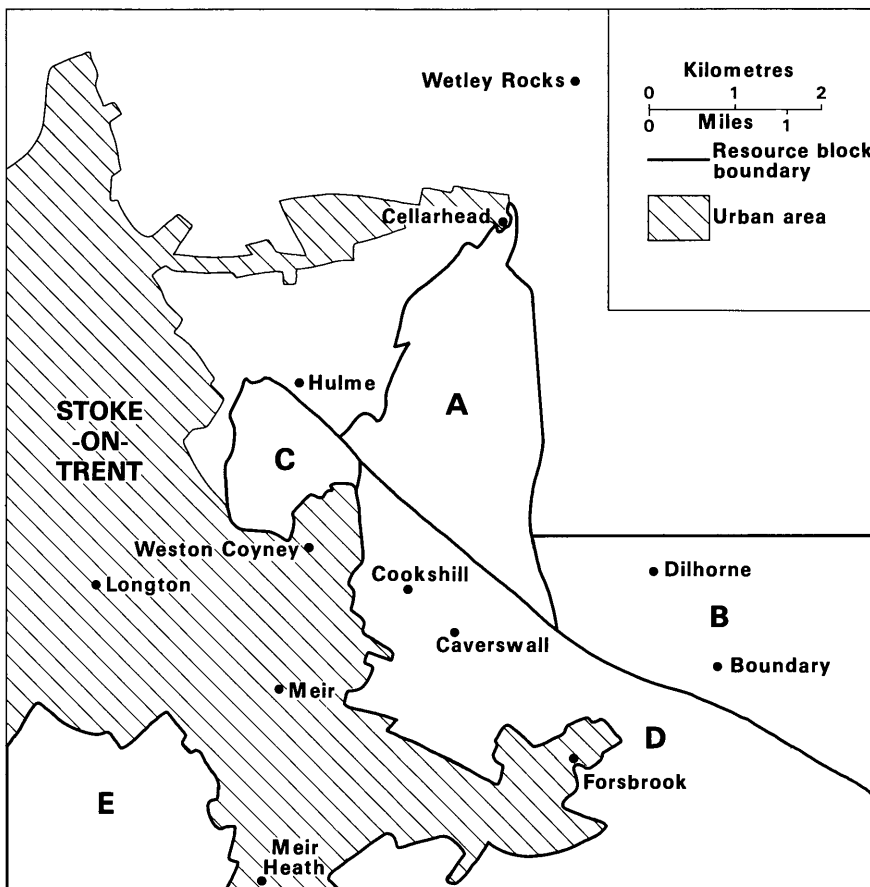 Wetley Rocks
Kilometres
0 1 2
0 1
Miles
Resource block
boundary
Urban area
Cellarhead
Hulme
A
STOKE
-ON-
TRENT
C
Weston Coyney
Cookshill
Dilhorne
Longton
B
Caverswall
Boundary
Meir
D
Forsbrook
E
Meir
Heath